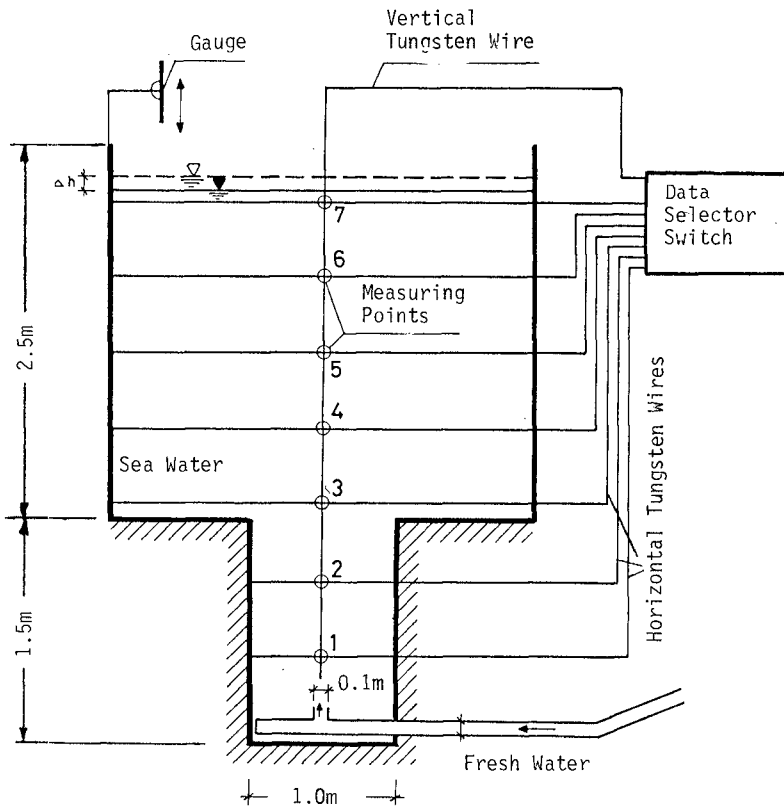 Vertical
Tungsten Wire
Gauge
Δh
7
Data
Selector
Switch
6
Measuring
Points
5
2.5m
4
Sea Water
3
Horizontal Tungsten Wires
2
1.5m
1
0.1m
Fresh Water
1.0m